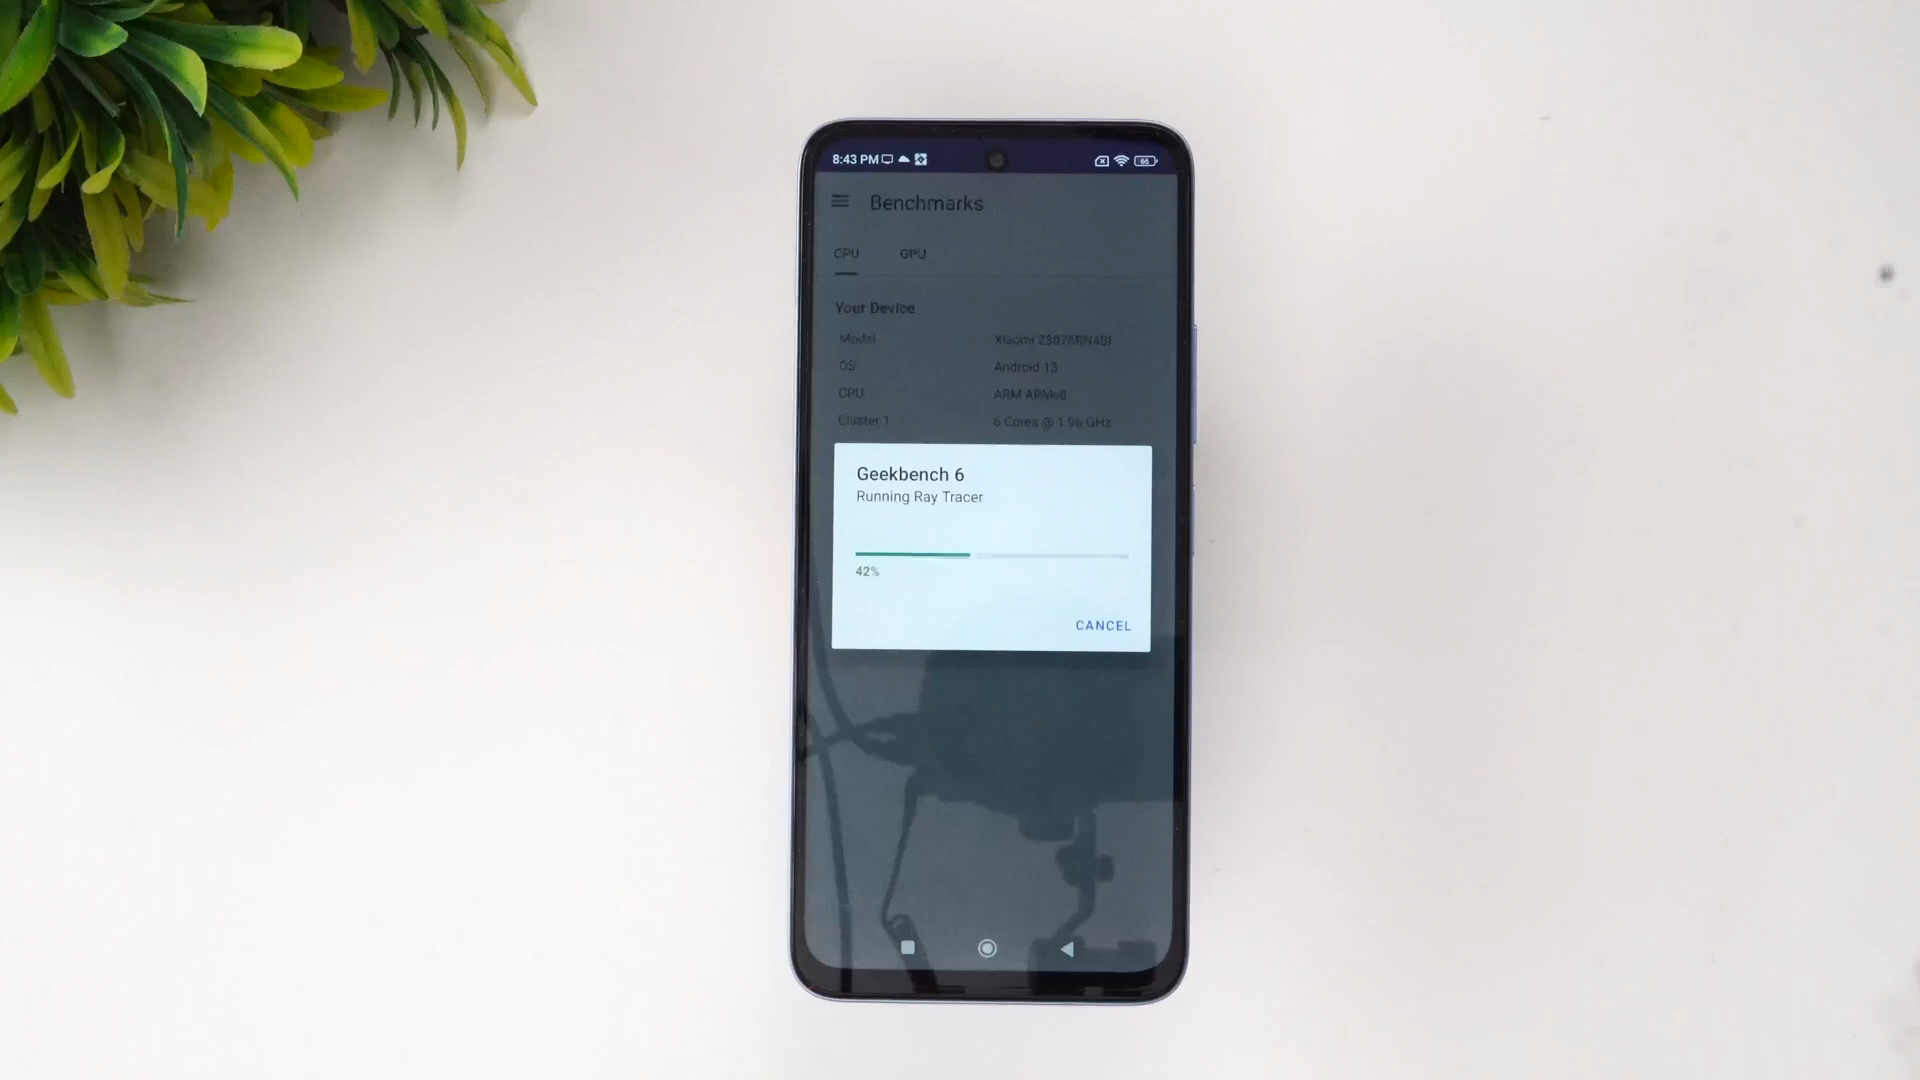 8:43 PM
66
Benchmarks
CPU GPU
Your Device
Model Xiaomi 23076RN4BI
OS Android 13
CPU ARM ARMv8
Cluster 1 6 Cores @ 1.96 GHz
Geekbench 6
Running Ray Tracer
42%
CANCEL